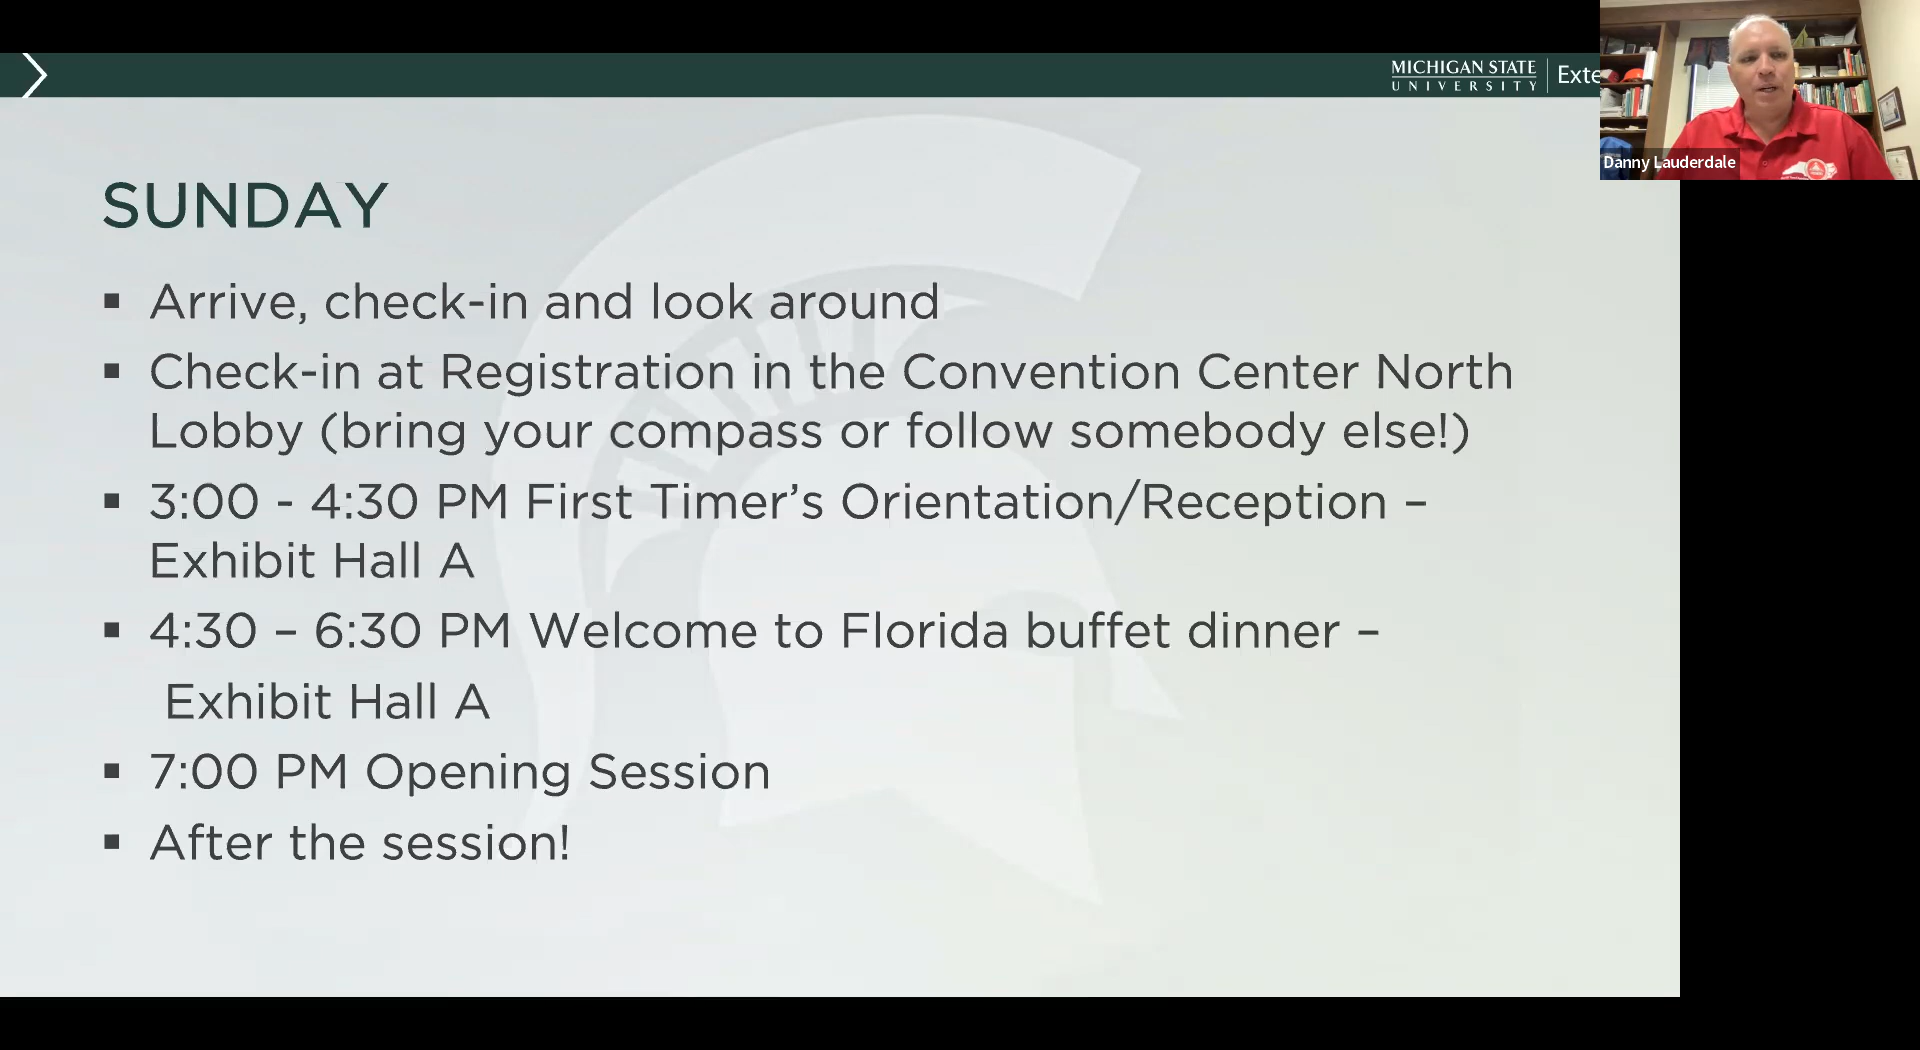 MICHIGAN STATE
UNIVERSITY
Exte
Danny Lauderdale
SUNDAY
▪ Arrive, check-in and look around
▪ Check-in at Registration in the Convention Center North
Lobby (bring your compass or follow somebody else!)
▪ 3:00 - 4:30 PM First Timer’s Orientation/Reception –
Exhibit Hall A
▪ 4:30 – 6:30 PM Welcome to Florida buffet dinner –
Exhibit Hall A
▪ 7:00 PM Opening Session
▪ After the session!